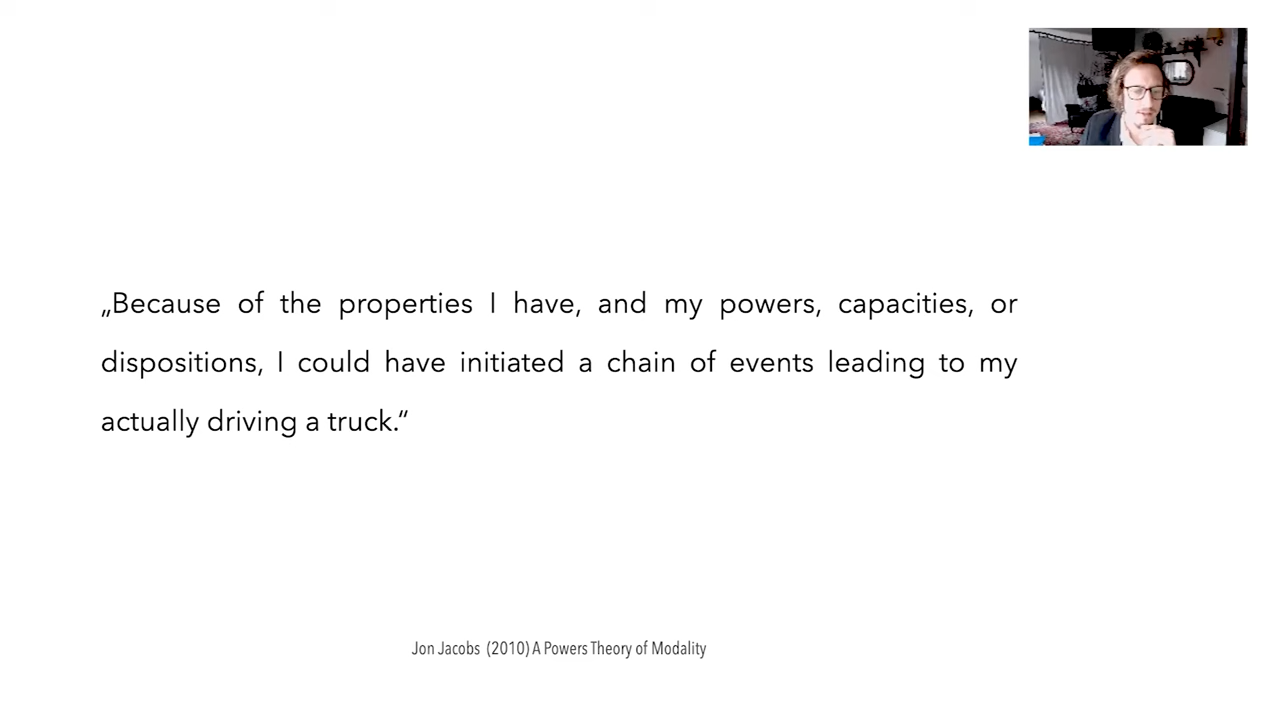 „Because of the properties I have, and my powers, capacities, or
dispositions, I could have initiated a chain of events leading to my
actually driving a truck.“
Jon Jacobs (2010) A Powers Theory of Modality